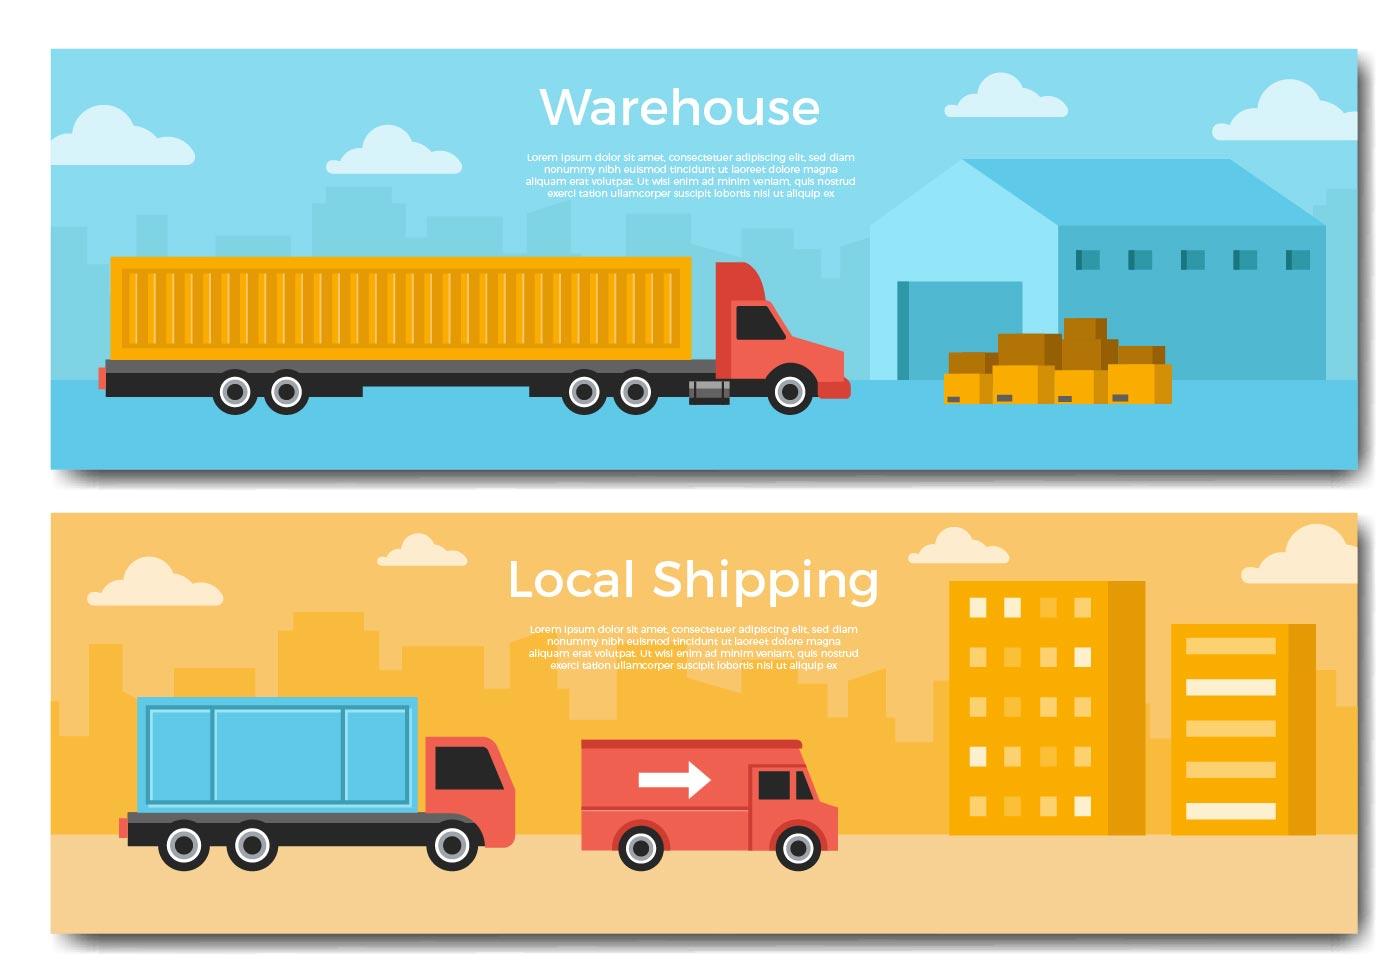 Warehouse
Lorem ipsum dolor sit amet, consectetuer adipiscing elit, sed diam
nonummy nibh euismod tincidunt ut laoreet dolore magna
aliquam erat volutpat. Ut wisi enim ad minim veniam, quis nostrud
exerci tation ullamcorper suscipit lobortis nisl ut aliquip ex
Local Shipping
Lorem ipsum dolor sit amet, consectetuer adipiscing elit, sed diam
nonummy nibh euismod tincidunt ut laoreet dolore magna
aliquam erat volutpat. Ut wisi enim ad minim veniam, quis nostrud
exerci tation ullamcorper suscipit lobortis nisl ut aliquip ex